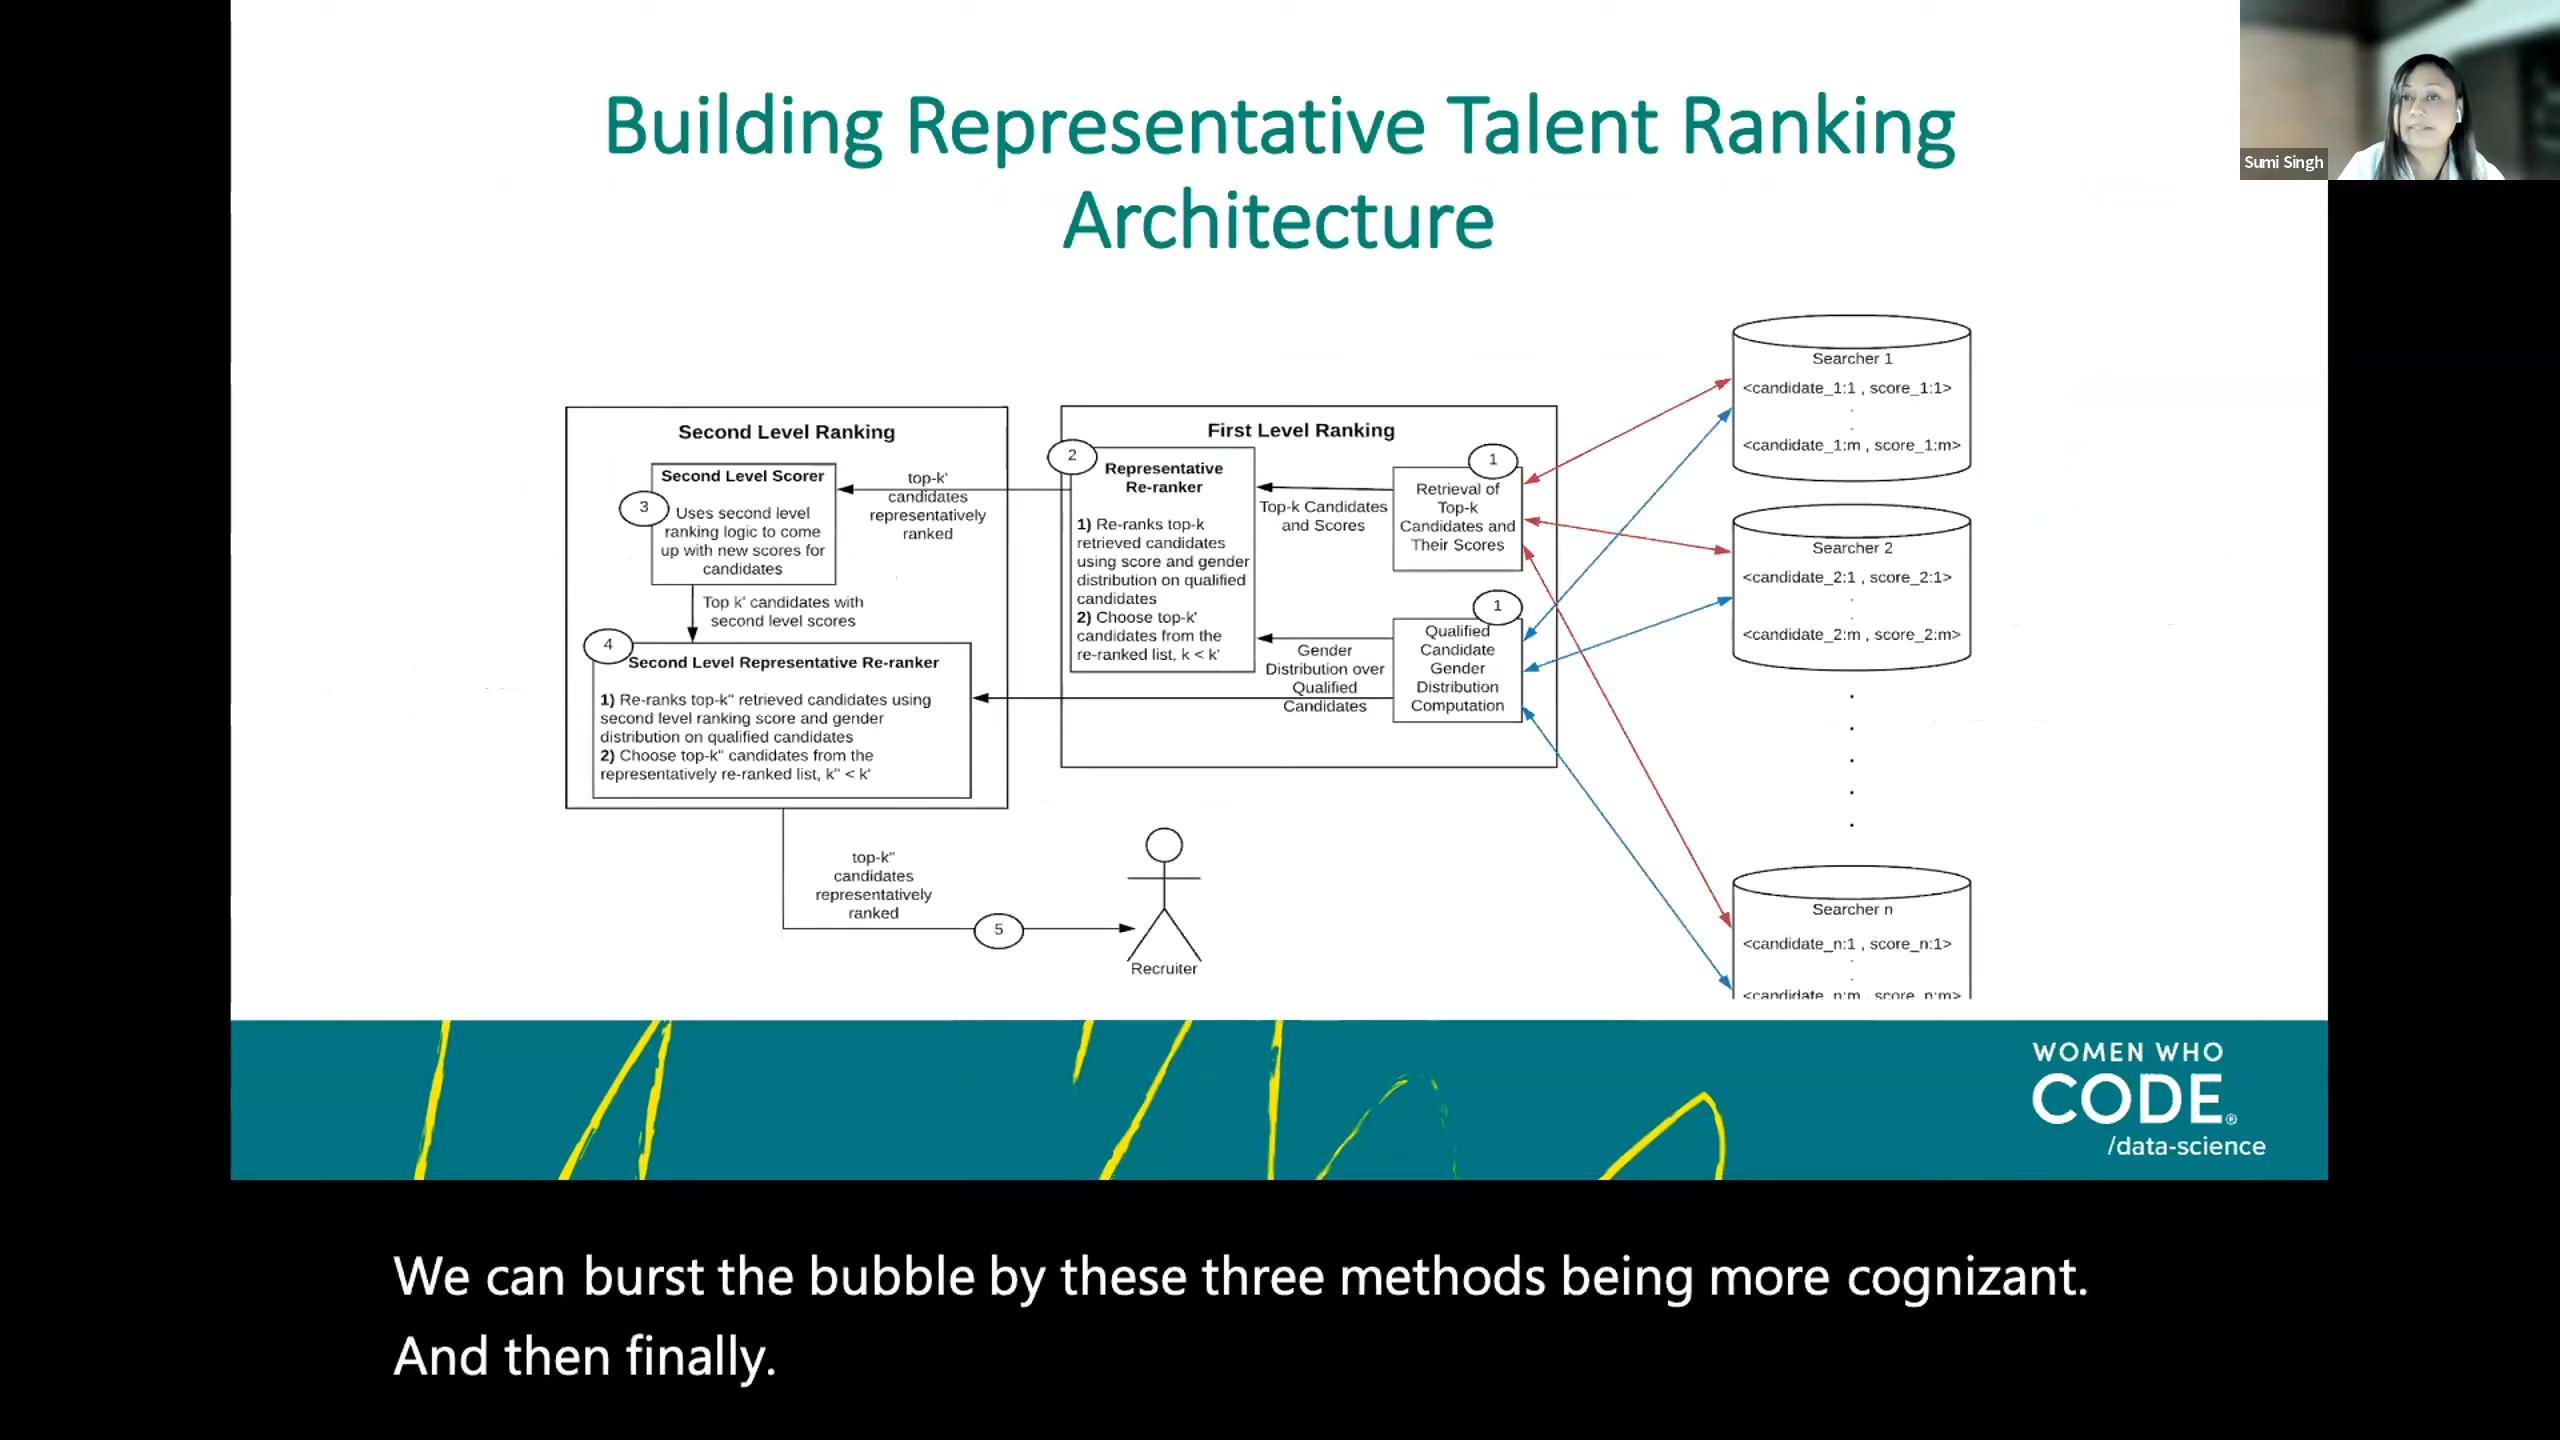 Building Representative Talent Ranking
Architecture
Sumi Singh
Second Level Ranking
Second Level Scorer
3
Uses second level
ranking logic to come
up with new scores for
candidates
top-k'
candidates
representatively
ranked
Top k' candidates with
second level scores
4
Second Level Representative Re-ranker
1) Re-ranks top-k" retrieved candidates using
second level ranking score and gender
distribution on qualified candidates
2) Choose top-k" candidates from the
representatively re-ranked list, k" < k'
First Level Ranking
2
Representative
Re-ranker
1) Re-ranks top-k
retrieved candidates
using score and gender
distribution on qualified
candidates
2) Choose top-k'
candidates from the
re-ranked list, k < k'
Top-k Candidates
and Scores
1
Retrieval of
Top-k
Candidates and
Their Scores
Gender
Distribution over
Qualified
Candidates
1
Qualified
Candidate
Gender
Distribution
Computation
Searcher 1
<candidate_1:1 , score_1:1>
.
.
<candidate_1:m , score_1:m>
Searcher 2
<candidate_2:1 , score_2:1>
.
.
<candidate_2:m , score_2:m>
.
.
.
.
.
Searcher n
<candidate_n:1 , score_n:1>
.
.
<candidate_n:m , score_n:m>
top-k"
candidates
representatively
ranked
5
Recruiter
WOMEN WHO
CODE®
/data-science
We can burst the bubble by these three methods being more cognizant.
And then finally.